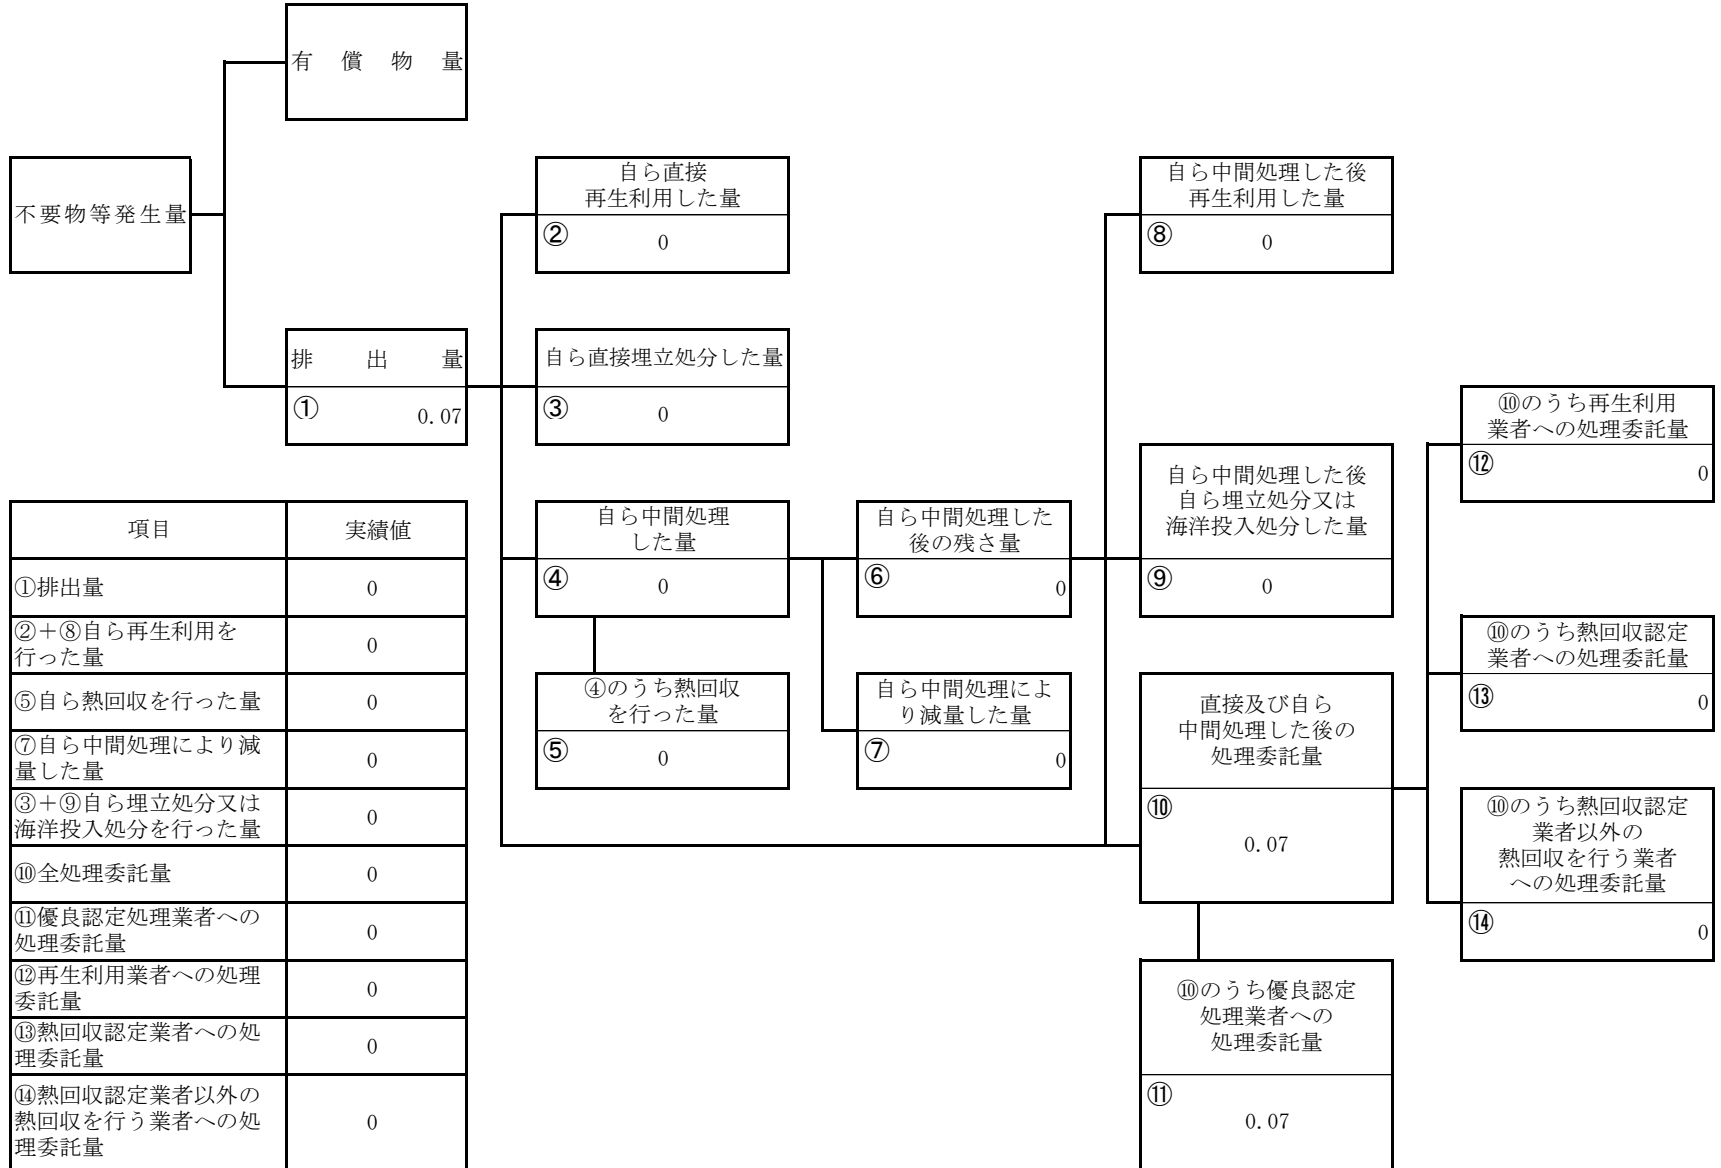 有償物量
不要物等発生量
排出量
①
0.07
自ら直接
再生利用した量
②
0
自ら直接埋立処分した量
③
0
自ら中間処理
した量
④
0
④のうち熱回収
を行った量
⑤
0
自ら中間処理した
後の残さ量
⑥
0
自ら中間処理によ
り減量した量
⑦
0
自ら中間処理した後
再生利用した量
⑧
0
自ら中間処理した後
自ら埋立処分又は
海洋投入処分した量
⑨
0
直接及び自ら
中間処理した後の
処理委託量
⑩
0.07
⑩のうち優良認定
処理業者への
処理委託量
⑪
0.07
⑩のうち再生利用
業者への処理委託量
⑫
0
⑩のうち熱回収認定
業者への処理委託量
⑬
0
⑩のうち熱回収認定
業者以外の
熱回収を行う業者
への処理委託量
⑭
0
項目 実績値
①排出量 0
②＋⑧自ら再生利用を
行った量 0
⑤自ら熱回収を行った量 0
⑦自ら中間処理により減
量した量 0
③＋⑨自ら埋立処分又は
海洋投入処分を行った量 0
⑩全処理委託量 0
⑪優良認定処理業者への
処理委託量 0
⑫再生利用業者への処理
委託量 0
⑬熱回収認定業者への処
理委託量 0
⑭熱回収認定業者以外の
熱回収を行う業者への処 0
理委託量